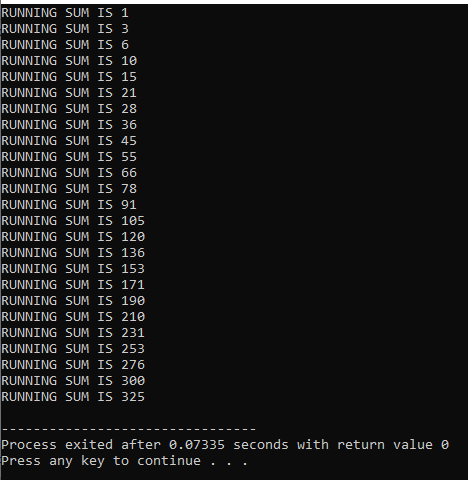 RUNNING SUM IS 1
RUNNING SUM IS 3
RUNNING SUM IS 6
RUNNING SUM IS 10
RUNNING SUM IS 15
RUNNING SUM IS 21
RUNNING SUM IS 28
RUNNING SUM IS 36
RUNNING SUM IS 45
RUNNING SUM IS 55
RUNNING SUM IS 66
RUNNING SUM IS 78
RUNNING SUM IS 91
RUNNING SUM IS 105
RUNNING SUM IS 120
RUNNING SUM IS 136
RUNNING SUM IS 153
RUNNING SUM IS 171
RUNNING SUM IS 190
RUNNING SUM IS 210
RUNNING SUM IS 231
RUNNING SUM IS 253
RUNNING SUM IS 276
RUNNING SUM IS 300
RUNNING SUM IS 325
--------------------------------
Process exited after 0.07335 seconds with return value 0
Press any key to continue . . .